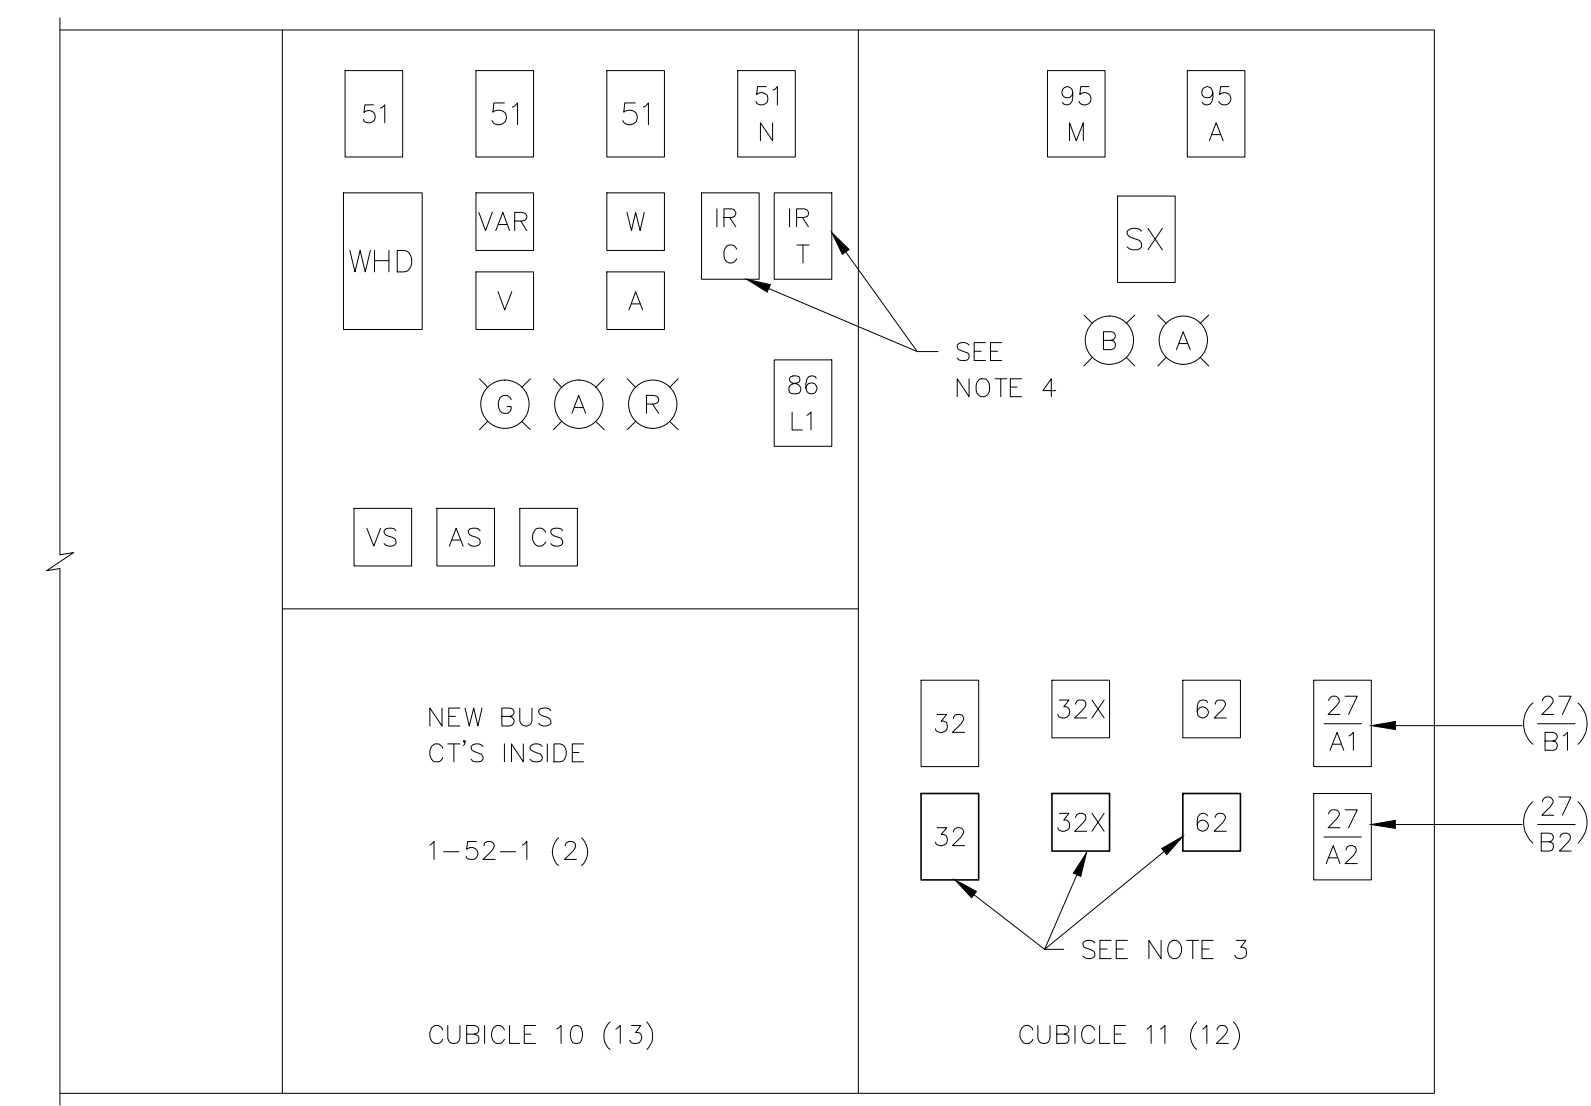 51
51
51
51
N
WHD
VAR
W
IR
C
IR
T
V
A
SEE
NOTE 4
G
A
R
86
L1
VS
AS
CS
NEW BUS
CT'S INSIDE
1-52-1 (2)
CUBICLE 10 (13)
95
M
95
A
SX
B
A
32
32X
62
27
A1
(27
B1)
32
32X
62
27
A2
(27
B2)
SEE NOTE 3
CUBICLE 11 (12)